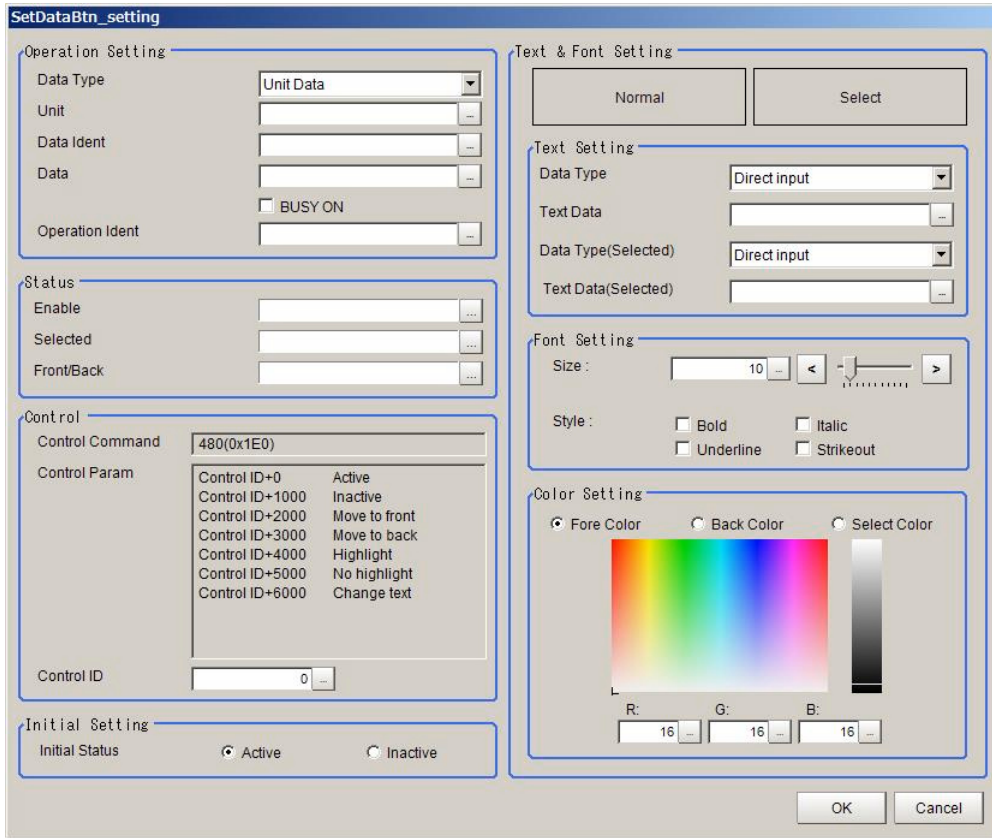 SetDataBtn_setting
Operation Setting
Data Type
Unit Data
Unit
...
Data Ident
...
Data
...
BUSY ON
Operation Ident
...
Status
Enable
...
Selected
...
Front/Back
...
Control
Control Command
480(0x1E0)
Control Param
Control ID+0 Active
Control ID+1000 Inactive
Control ID+2000 Move to front
Control ID+3000 Move to back
Control ID+4000 Highlight
Control ID+5000 No highlight
Control ID+6000 Change text
Control ID
0 ...
Initial Setting
Initial Status
Active
Inactive
Text & Font Setting
Normal
Select
Text Setting
Data Type
Direct input
Text Data
...
Data Type(Selected)
Direct input
Text Data(Selected)
...
Font Setting
Size :
10 ...
<
>
Style :
Bold
Italic
Underline
Strikeout
Color Setting
Fore Color
Back Color
Select Color
R: G: B:
16 ... 16 ... 16 ...
OK
Cancel